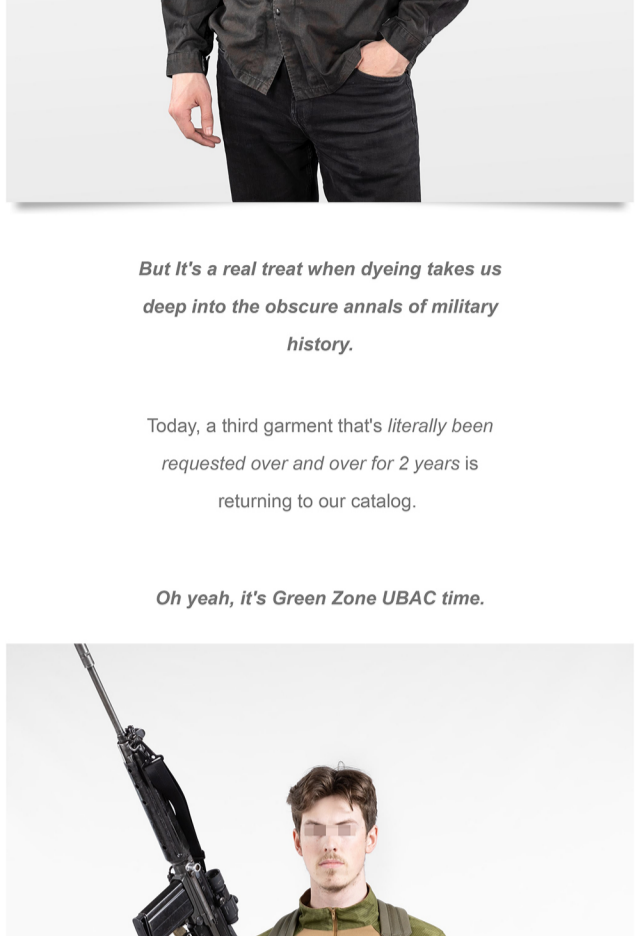 But It's a real treat when dyeing takes us
deep into the obscure annals of military
history.
Today, a third garment that's literally been
requested over and over for 2 years is
returning to our catalog.
Oh yeah, it's Green Zone UBAC time.